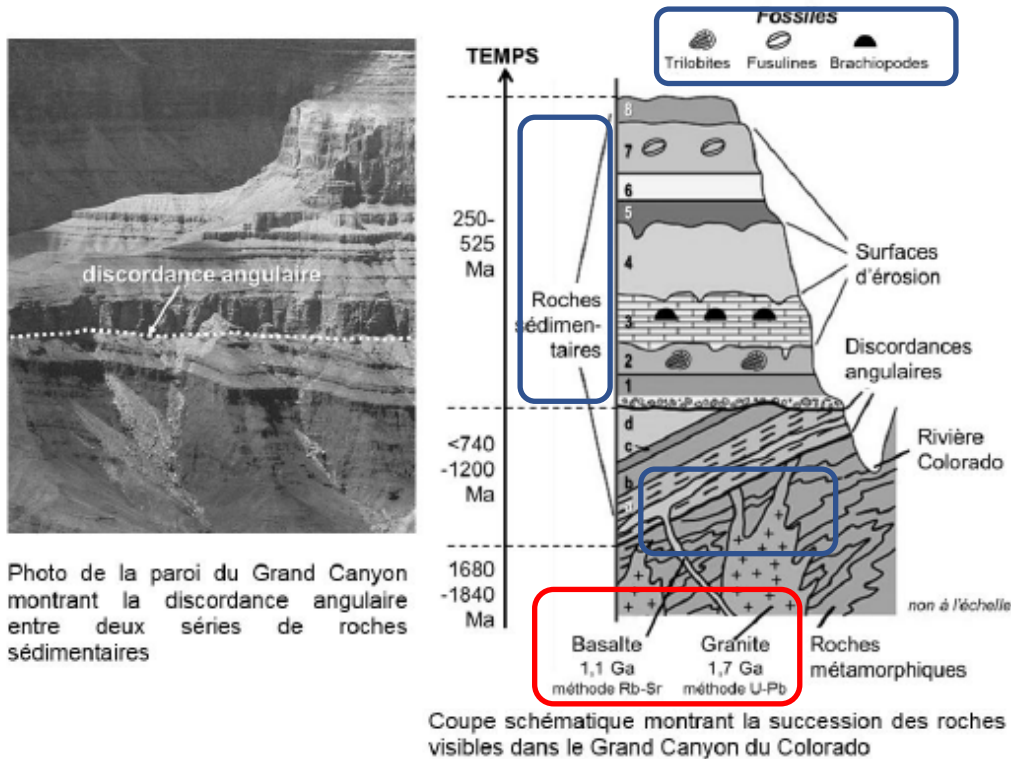 discordance angulaire
Photo de la paroi du Grand Canyon
montrant la discordance angulaire
entre deux séries de roches
sédimentaires
Fossiles
Trilobites Fusulines Brachiopodes
TEMPS
8
7
6
5
4
3
2
1
d
c
b
a
250-
525
Ma
<740
-1200
Ma
1680
-1840
Ma
Roches
sédimen-
taires
Surfaces
d'érosion
Discordances
angulaires
Rivière
Colorado
non à l'échelle
Basalte
1,1 Ga
méthode Rb-Sr
Granite
1,7 Ga
méthode U-Pb
Roches
métamorphiques
Coupe schématique montrant la succession des roches
visibles dans le Grand Canyon du Colorado